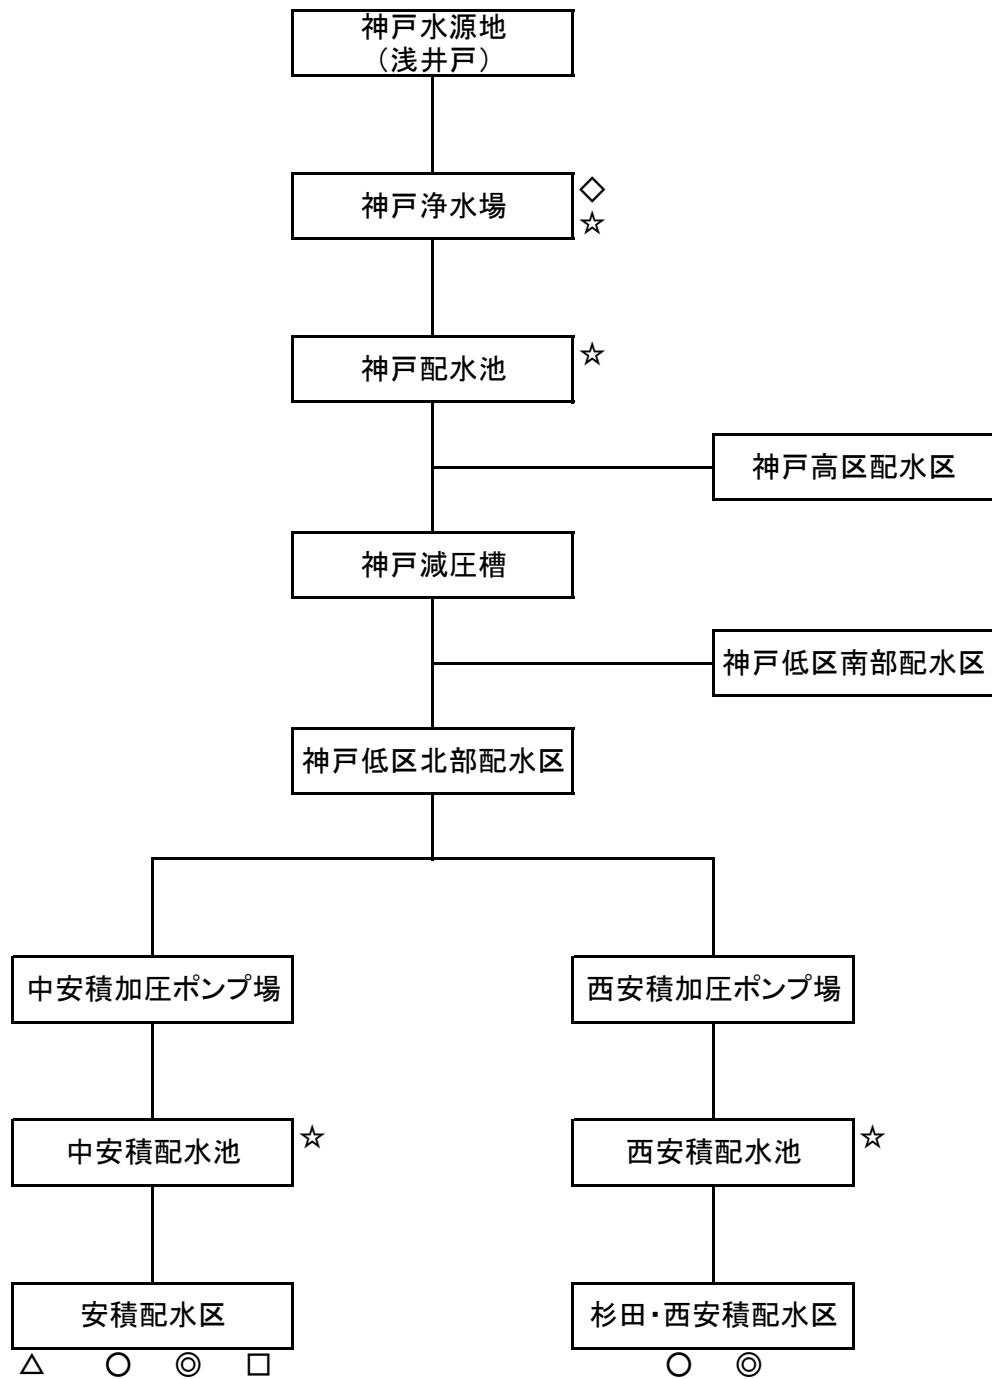 神戸水源地
（浅井戸）
神戸浄水場
◇
☆
神戸配水池
☆
神戸高区配水区
神戸減圧槽
神戸低区南部配水区
神戸低区北部配水区
中安積加圧ポンプ場
西安積加圧ポンプ場
中安積配水池
☆
西安積配水池
☆
安積配水区
杉田・西安積配水区
△ ○ ◎ □
○ ◎